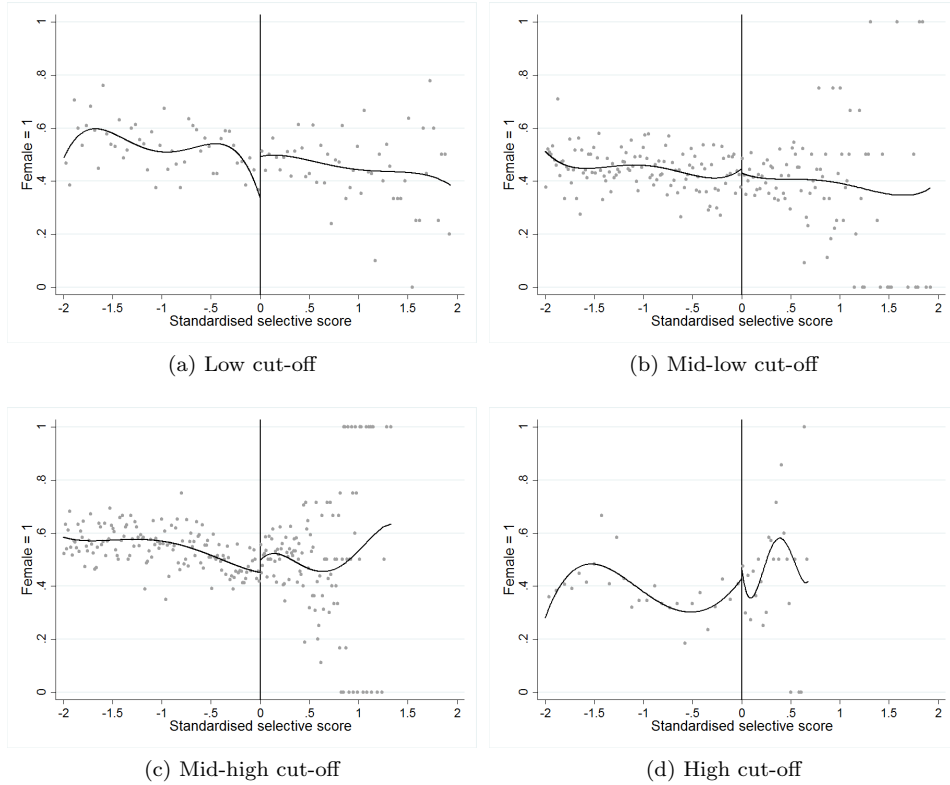 Female = 1
0 .2 .4 .6 .8 1
-2 -1.5 -1 -.5 0 .5 1 1.5 2
Standardised selective score
(a) Low cut-off
Female = 1
0 .2 .4 .6 .8 1
-2 -1.5 -1 -.5 0 .5 1 1.5 2
Standardised selective score
(b) Mid-low cut-off
Female = 1
0 .2 .4 .6 .8 1
-2 -1.5 -1 -.5 0 .5 1 1.5 2
Standardised selective score
(c) Mid-high cut-off
Female = 1
0 .2 .4 .6 .8 1
-2 -1.5 -1 -.5 0 .5 1 1.5 2
Standardised selective score
(d) High cut-off